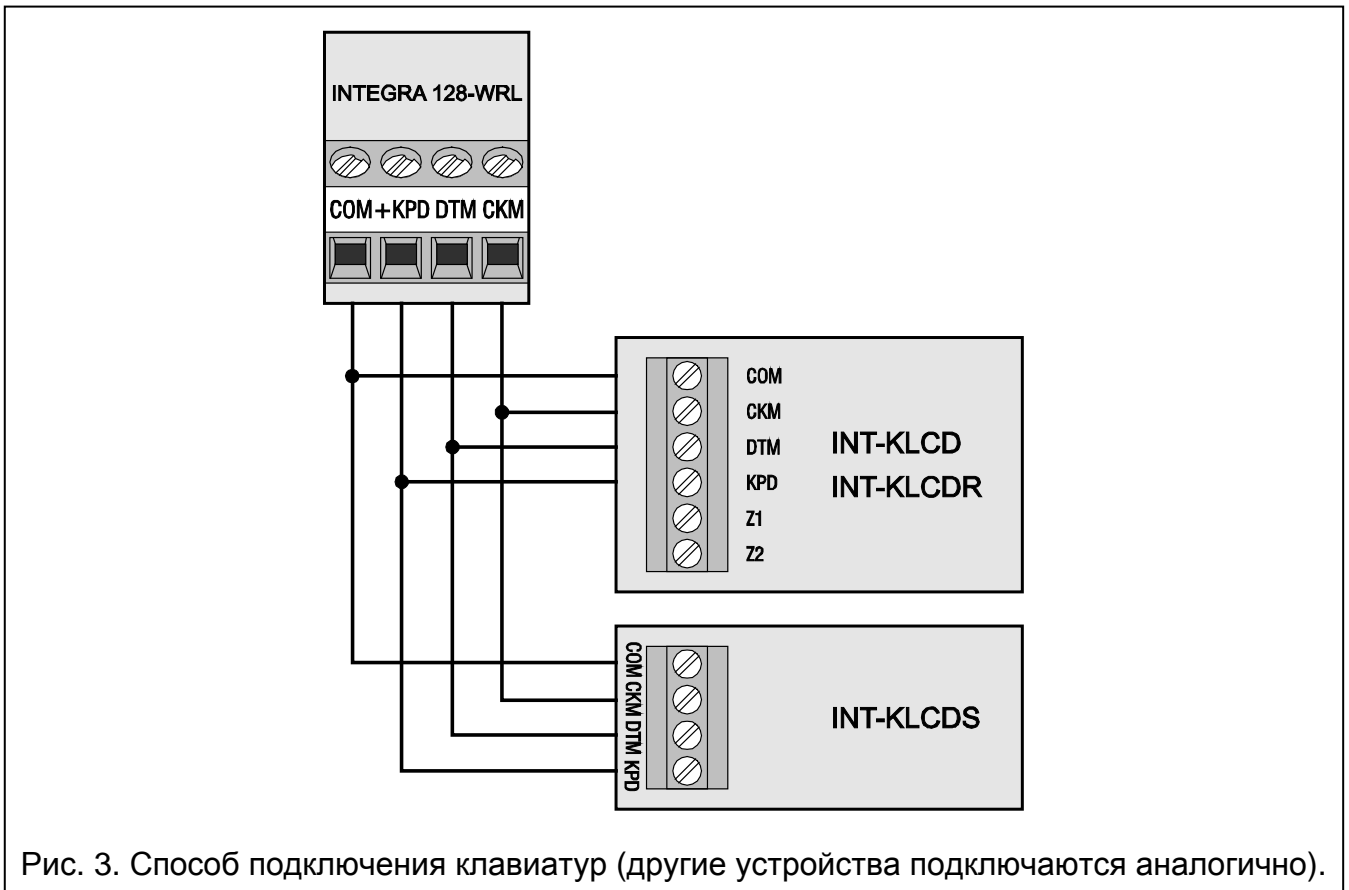 INTEGRA 128-WRL
COM +KPD DTM CKM
COM
CKM
DTM
KPD
Z1
Z2
INT-KLCD
INT-KLCDR
COM CKM DTM KPD
INT-KLCDS
Рис. 3. Способ подключения клавиатур (другие устройства подключаются аналогично).